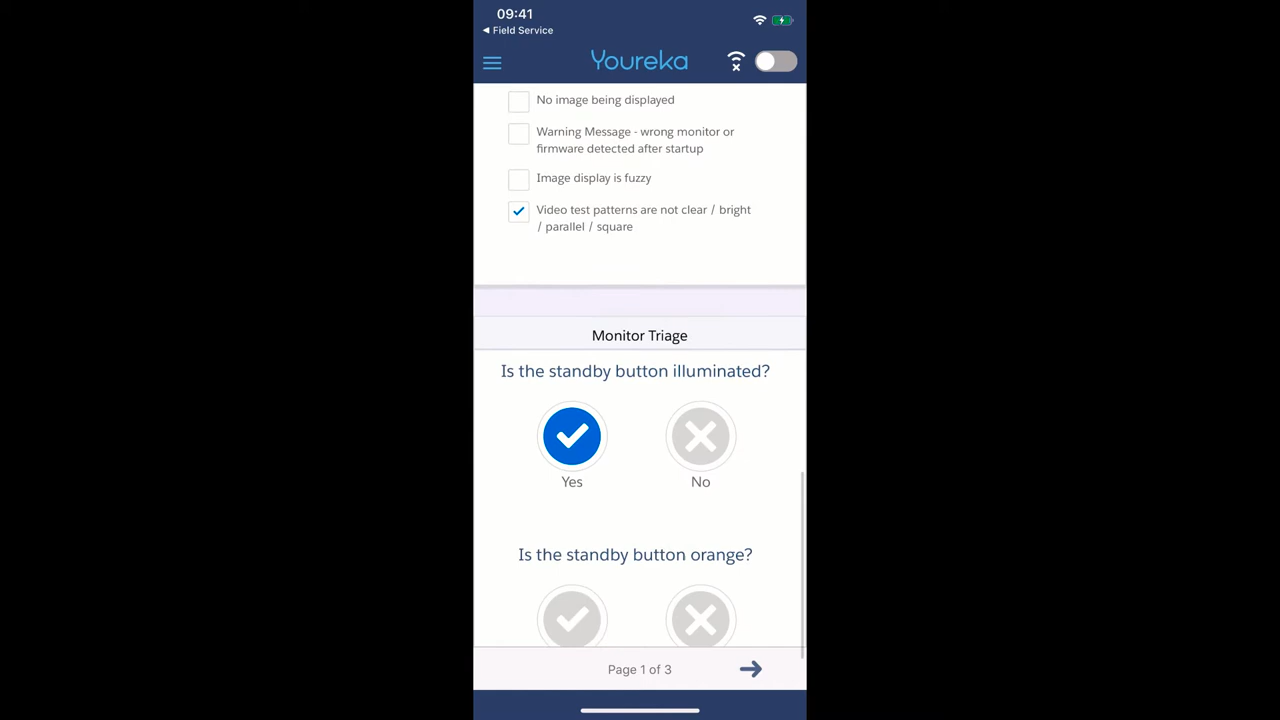 09:41
◀ Field Service
Youreka
No image being displayed
Warning Message - wrong monitor or
firmware detected after startup
Image display is fuzzy
Video test patterns are not clear / bright
/ parallel / square
Monitor Triage
Is the standby button illuminated?
Yes No
Is the standby button orange?
Page 1 of 3